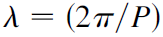 λ = (2π/P)